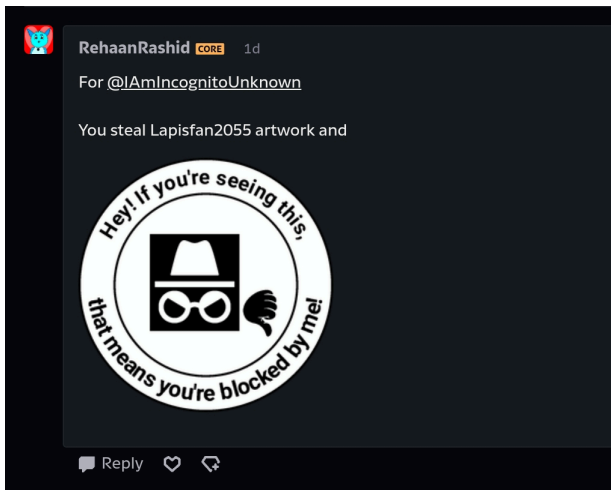 RehaanRashid CORE 1d
For @IAmIncognitoUnknown
You steal Lapisfan2055 artwork and
Hey! If you're seeing this,
that means you're blocked by me!
Reply